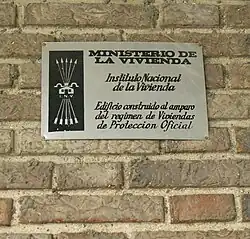 MINISTERIO DE
LA VIVIENDA
Instituto Nacional
de la Vivienda
I.N.V.
Edificio construido al amparo
del regimen de Viviendas
de Protección Oficial